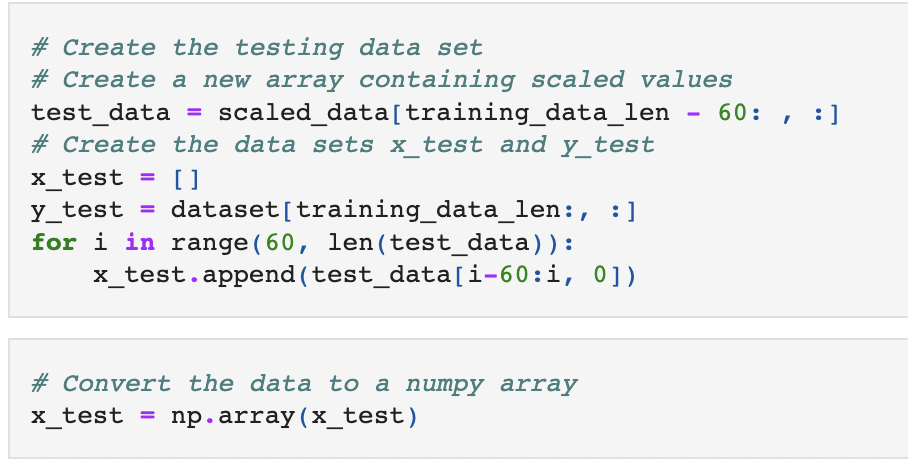 # Create the testing data set
# Create a new array containing scaled values
test_data = scaled_data[training_data_len - 60: , :]
# Create the data sets x_test and y_test
x_test = []
y_test = dataset[training_data_len:, :]
for i in range(60, len(test_data)):
    x_test.append(test_data[i-60:i, 0])
# Convert the data to a numpy array
x_test = np.array(x_test)